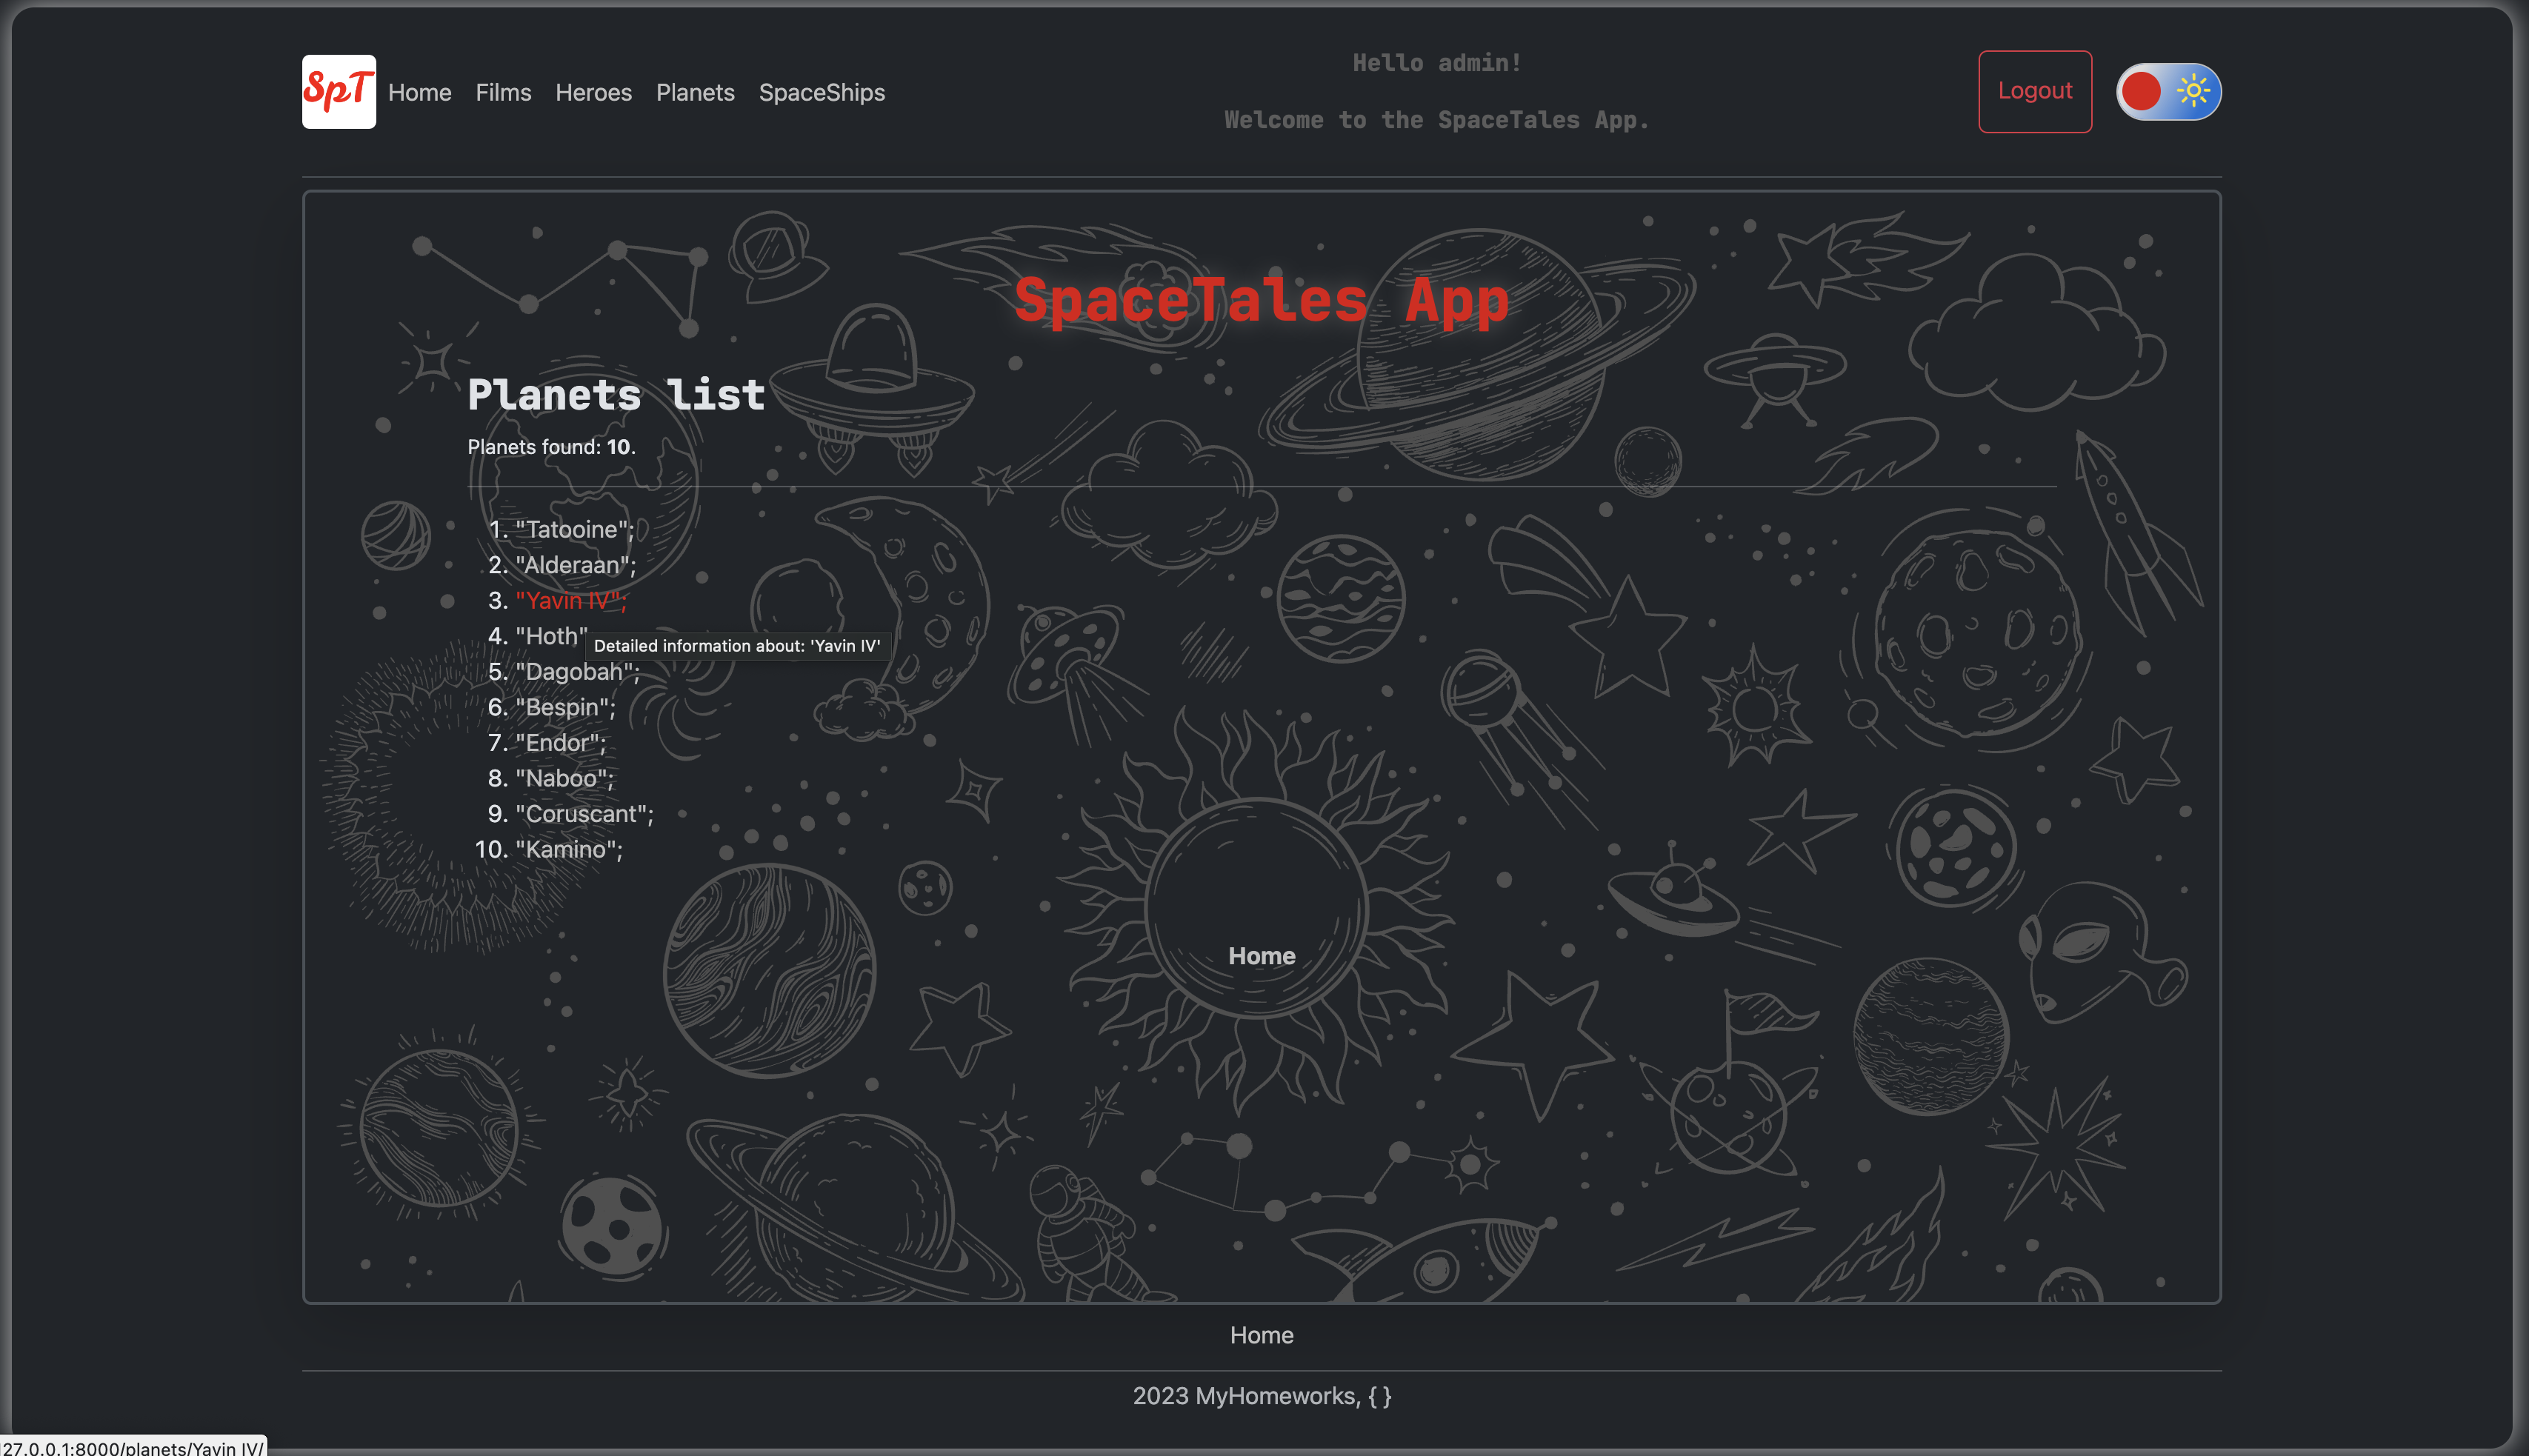 SpT Home Films Heroes Planets SpaceShips
Hello admin!
Welcome to the SpaceTales App.
Logout
SpaceTales App
Planets list
Planets found: 10.
1. "Tatooine";
2. "Alderaan";
3. "Yavin IV";
4. "Hoth"
Detailed information about: 'Yavin IV'
5. "Dagobah";
6. "Bespin";
7. "Endor";
8. "Naboo";
9. "Coruscant";
10. "Kamino";
Home
Home
2023 MyHomeworks, { }
27.0.0.1:8000/planets/Yavin IV/